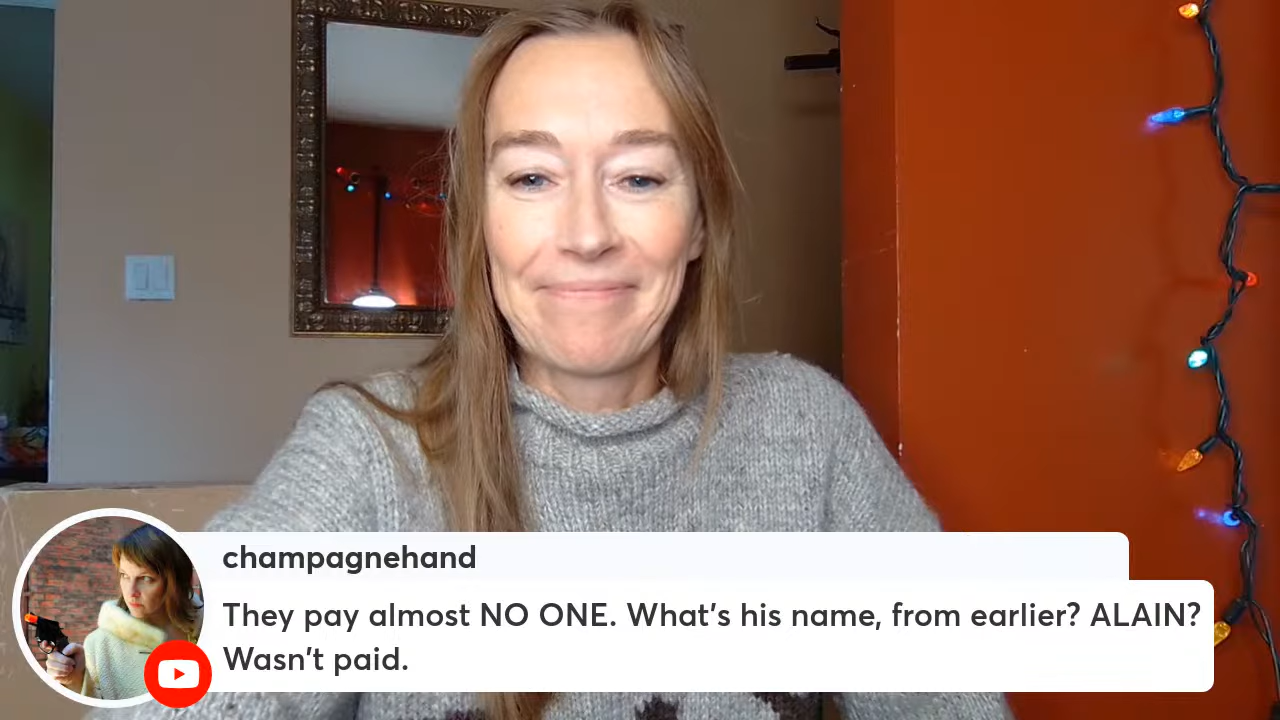 champagnehand
They pay almost NO ONE. What's his name, from earlier? ALAIN?
Wasn't paid.